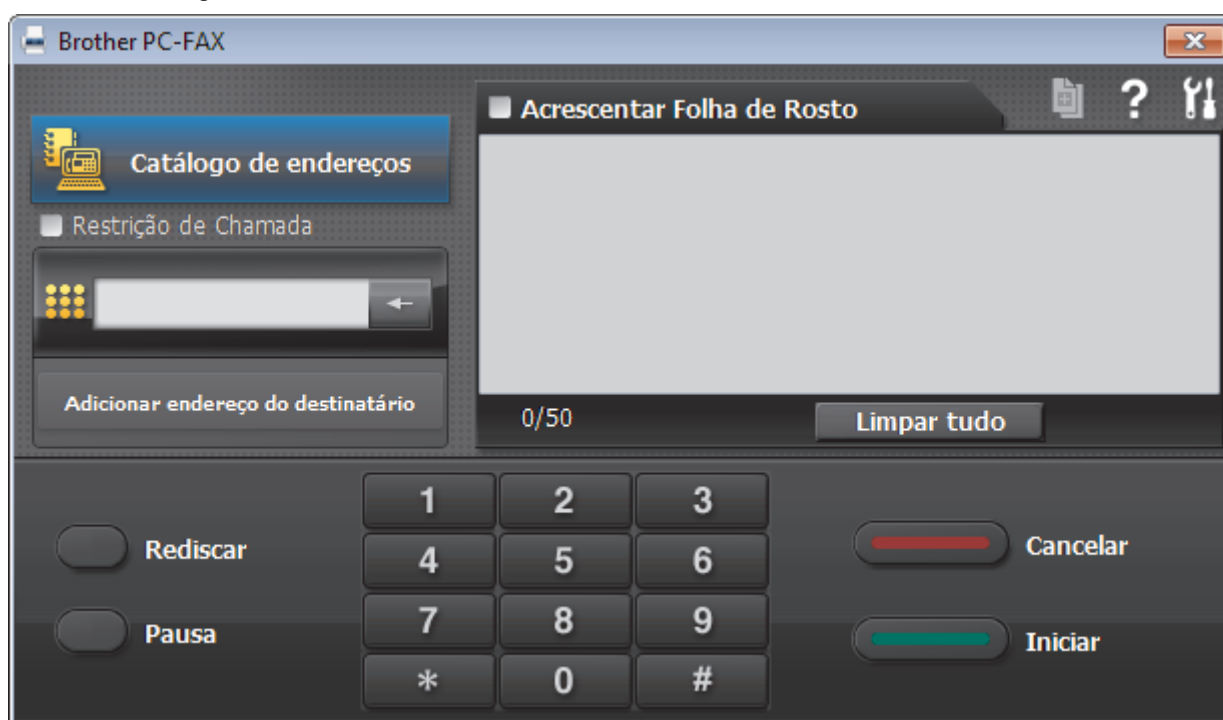 Brother PC-FAX
Acrescentar Folha de Rosto
?
Catálogo de endereços
Restrição de Chamada
Adicionar endereço do destinatário
0/50
Limpar tudo
1 2 3
4 5 6
7 8 9
* 0 #
Rediscar
Pausa
Cancelar
Iniciar